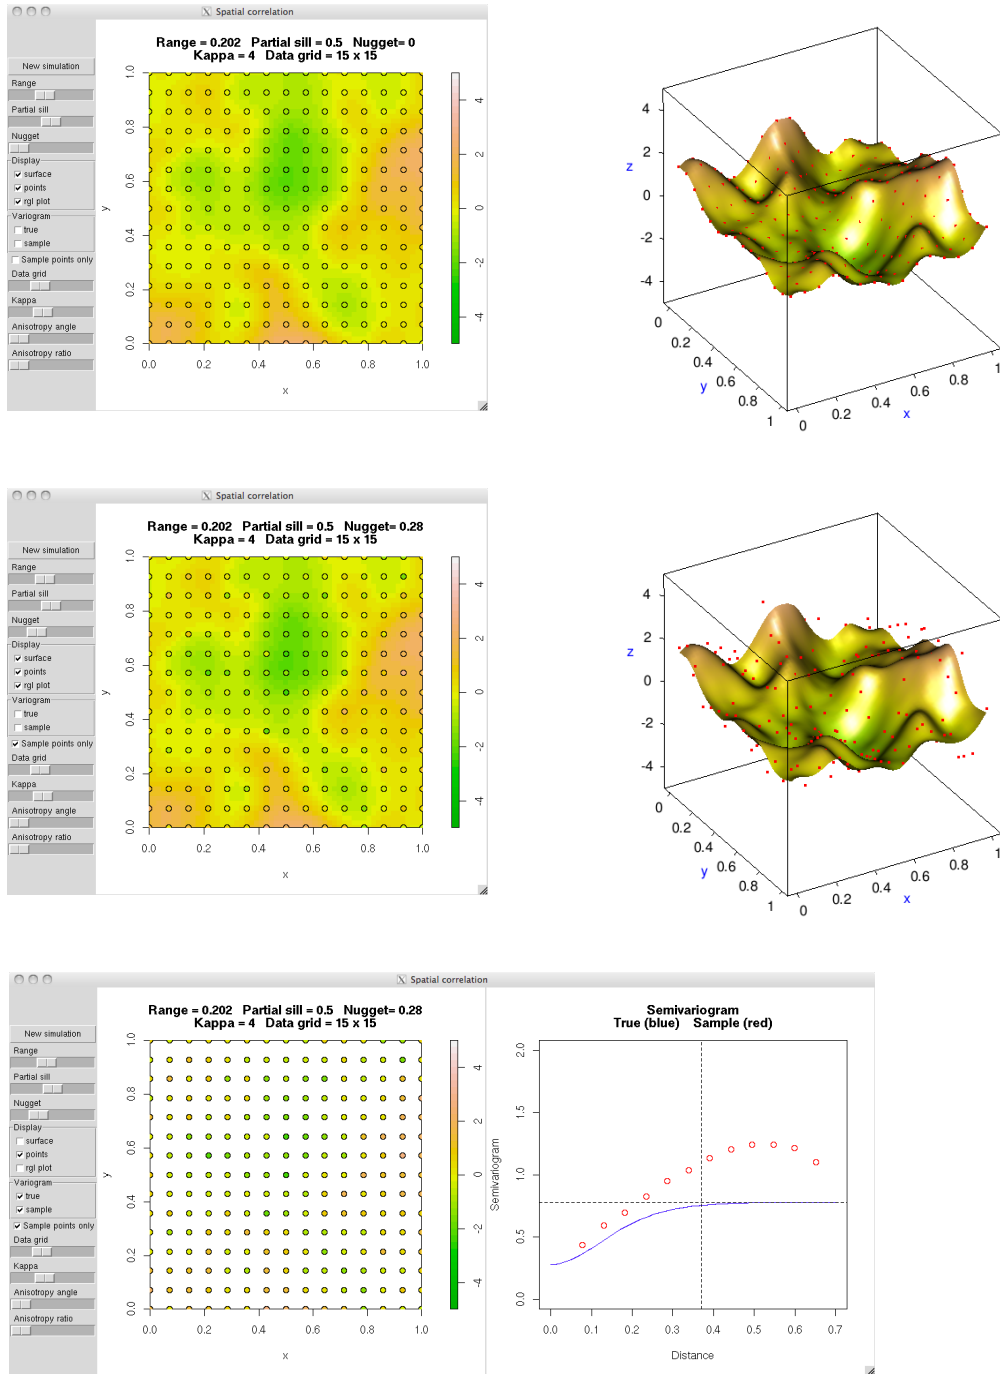 Spatial correlation
Range = 0.202 Partial sill = 0.5 Nugget= 0
Kappa = 4 Data grid = 15 x 15
New simulation
Range
Partial sill
Nugget
Display
surface
points
rgl plot
Variogram
true
sample
Sample points only
Data grid
Kappa
Anisotropy angle
Anisotropy ratio
y
1.0
0.8
0.6
0.4
0.2
0.0
0.0 0.2 0.4 0.6 0.8 1.0
x
4
2
0
-2
-4
z
4
2
0
-2
-4
0
0.2
0.4
0.6
0.8
1
y
0 0.2 0.4 0.6 0.8 1
x
Spatial correlation
Range = 0.202 Partial sill = 0.5 Nugget= 0.28
Kappa = 4 Data grid = 15 x 15
New simulation
Range
Partial sill
Nugget
Display
surface
points
rgl plot
Variogram
true
sample
Sample points only
Data grid
Kappa
Anisotropy angle
Anisotropy ratio
y
1.0
0.8
0.6
0.4
0.2
0.0
0.0 0.2 0.4 0.6 0.8 1.0
x
4
2
0
-2
-4
z
4
2
0
-2
-4
0
0.2
0.4
0.6
0.8
1
y
0 0.2 0.4 0.6 0.8 1
x
Spatial correlation
Range = 0.202 Partial sill = 0.5 Nugget= 0.28
Kappa = 4 Data grid = 15 x 15
New simulation
Range
Partial sill
Nugget
Display
surface
points
rgl plot
Variogram
true
sample
Sample points only
Data grid
Kappa
Anisotropy angle
Anisotropy ratio
y
1.0
0.8
0.6
0.4
0.2
0.0
0.0 0.2 0.4 0.6 0.8 1.0
x
4
2
0
-2
-4
Semivariogram
True (blue) Sample (red)
Semivariogram
2.0
1.5
1.0
0.5
0.0
0.0 0.1 0.2 0.3 0.4 0.5 0.6 0.7
Distance